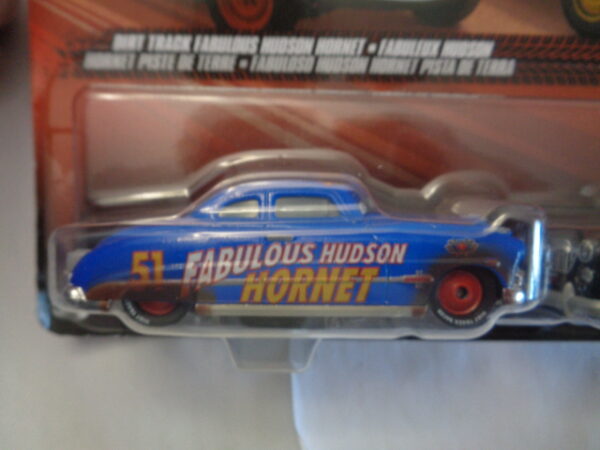 DIRT TRACK FABULOUS HUDSON HORNET • FABULEUX HUDSON
HORNET PISTE DE TERRE • FABULOSO HUDSON HORNET PISTA DE TIERRA
51 FABULOUS HUDSON
HORNET